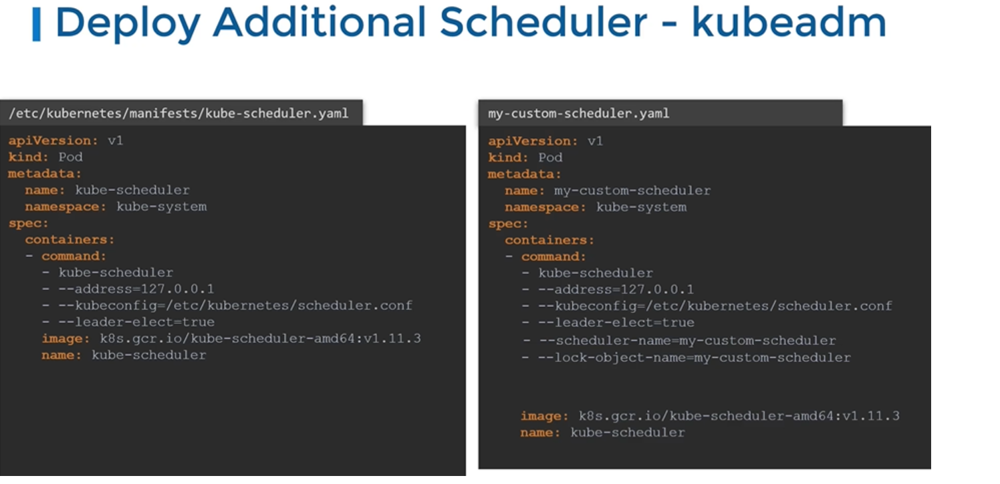 Deploy Additional Scheduler - kubeadm
/etc/kubernetes/manifests/kube-scheduler.yaml
apiVersion: v1
kind: Pod
metadata:
  name: kube-scheduler
  namespace: kube-system
spec:
  containers:
  - command:
    - kube-scheduler
    - --address=127.0.0.1
    - --kubeconfig=/etc/kubernetes/scheduler.conf
    - --leader-elect=true
    image: k8s.gcr.io/kube-scheduler-amd64:v1.11.3
    name: kube-scheduler
my-custom-scheduler.yaml
apiVersion: v1
kind: Pod
metadata:
  name: my-custom-scheduler
  namespace: kube-system
spec:
  containers:
  - command:
    - kube-scheduler
    - --address=127.0.0.1
    - --kubeconfig=/etc/kubernetes/scheduler.conf
    - --leader-elect=true
    - --scheduler-name=my-custom-scheduler
    - --lock-object-name=my-custom-scheduler
    image: k8s.gcr.io/kube-scheduler-amd64:v1.11.3
    name: kube-scheduler